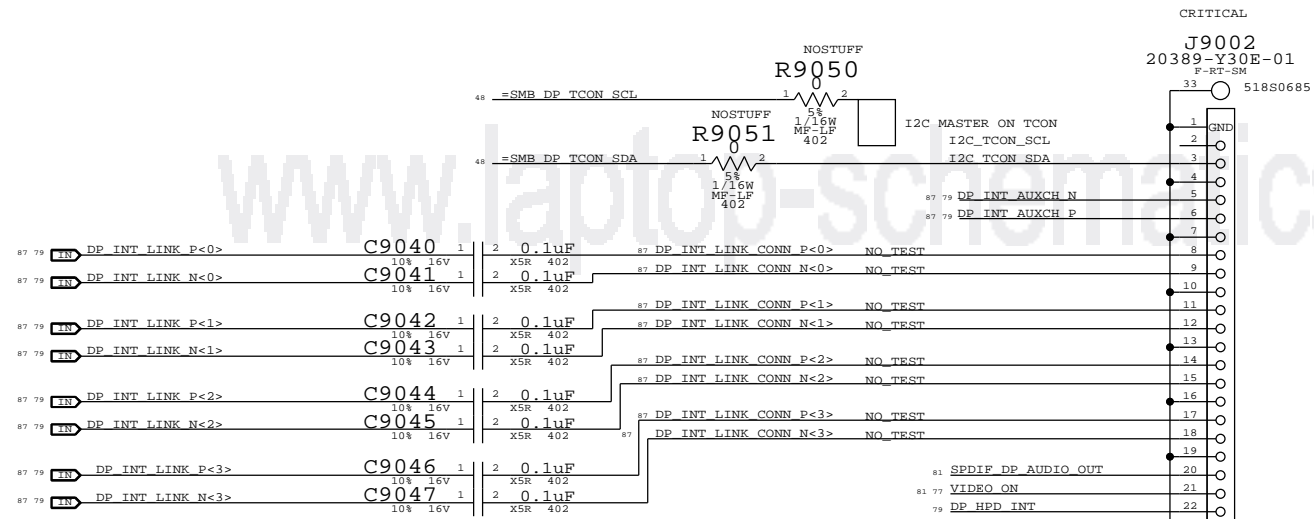 CRITICAL
J9002
20389-Y30E-01
F-RT-SM
33 518S0685
NOSTUFF
R9050
0
48 =SMB_DP_TCON_SCL 1 2
5%
1/16W
MF-LF
402
I2C MASTER ON TCON
I2C_TCON_SCL
NOSTUFF
R9051
0
48 =SMB_DP_TCON_SDA 1 2
5%
1/16W
MF-LF
402
I2C_TCON_SDA
1 GND
2
3
4
87 79 DP_INT_AUXCH_N 5
87 79 DP_INT_AUXCH_P 6
7
www.laptop-schematic
87 79 IN DP_INT_LINK_P<0> C9040 1 2 0.1uF 87 DP_INT_LINK_CONN_P<0> NO_TEST 8
10% 16V X5R 402
87 79 IN DP_INT_LINK_N<0> C9041 1 2 0.1uF 87 DP_INT_LINK_CONN_N<0> NO_TEST 9
10% 16V X5R 402
10
87 79 IN DP_INT_LINK_P<1> C9042 1 2 0.1uF 87 DP_INT_LINK_CONN_P<1> NO_TEST 11
10% 16V X5R 402
87 79 IN DP_INT_LINK_N<1> C9043 1 2 0.1uF 87 DP_INT_LINK_CONN_N<1> NO_TEST 12
10% 16V X5R 402
13
87 79 IN DP_INT_LINK_P<2> C9044 1 2 0.1uF 87 DP_INT_LINK_CONN_P<2> NO_TEST 14
10% 16V X5R 402
87 79 IN DP_INT_LINK_N<2> C9045 1 2 0.1uF 87 DP_INT_LINK_CONN_N<2> NO_TEST 15
10% 16V X5R 402
16
87 79 IN DP_INT_LINK_P<3> C9046 1 2 0.1uF 87 DP_INT_LINK_CONN_P<3> NO_TEST 17
10% 16V X5R 402
87 79 IN DP_INT_LINK_N<3> C9047 1 2 0.1uF 87 DP_INT_LINK_CONN_N<3> NO_TEST 18
10% 16V X5R 402
19
81 SPDIF_DP_AUDIO_OUT 20
81 77 VIDEO_ON 21
79 DP_HPD_INT 22